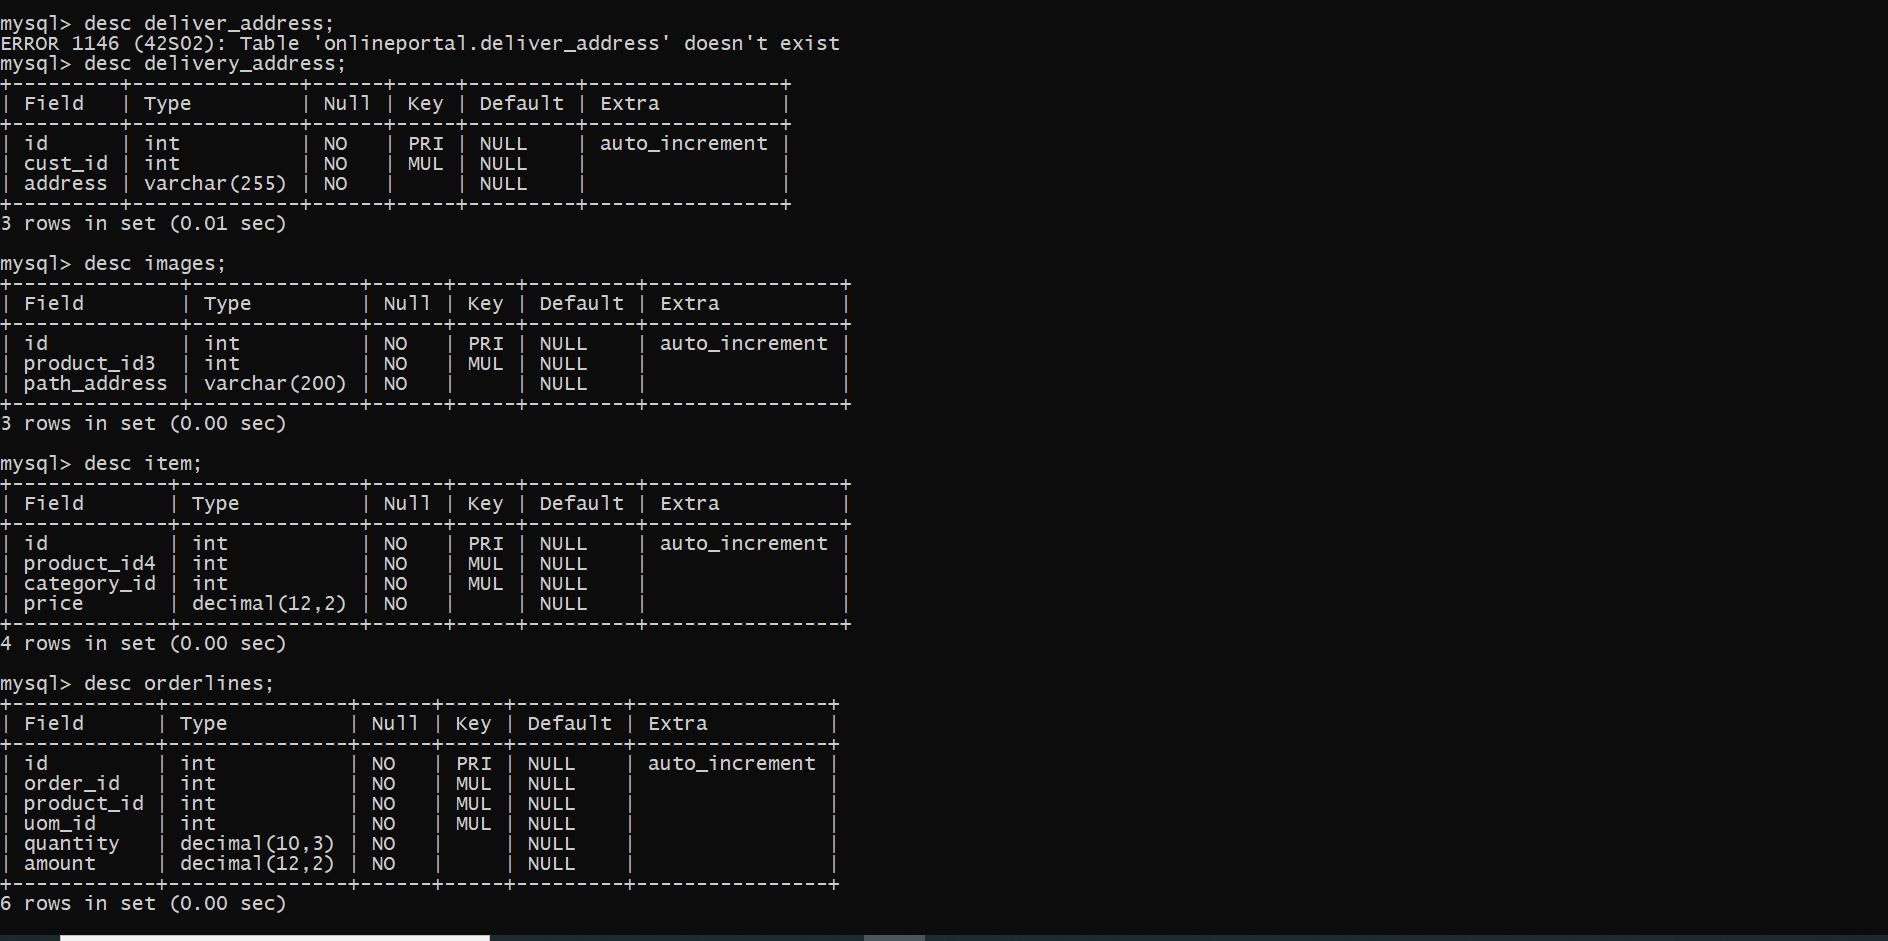 mysql> desc deliver_address;
ERROR 1146 (42S02): Table 'onlineportal.deliver_address' doesn't exist
mysql> desc delivery_address;
+---------+--------------+------+-----+---------+----------------+
| Field   | Type         | Null | Key | Default | Extra          |
+---------+--------------+------+-----+---------+----------------+
| id      | int          | NO   | PRI | NULL    | auto_increment |
| cust_id | int          | NO   | MUL | NULL    |                |
| address | varchar(255) | NO   |     | NULL    |                |
+---------+--------------+------+-----+---------+----------------+
3 rows in set (0.01 sec)
mysql> desc images;
+--------------+--------------+------+-----+---------+----------------+
| Field        | Type         | Null | Key | Default | Extra          |
+--------------+--------------+------+-----+---------+----------------+
| id           | int          | NO   | PRI | NULL    | auto_increment |
| product_id3  | int          | NO   | MUL | NULL    |                |
| path_address | varchar(200) | NO   |     | NULL    |                |
+--------------+--------------+------+-----+---------+----------------+
3 rows in set (0.00 sec)
mysql> desc item;
+-------------+---------------+------+-----+---------+----------------+
| Field       | Type          | Null | Key | Default | Extra          |
+-------------+---------------+------+-----+---------+----------------+
| id          | int           | NO   | PRI | NULL    | auto_increment |
| product_id4 | int           | NO   | MUL | NULL    |                |
| category_id | int           | NO   | MUL | NULL    |                |
| price       | decimal(12,2) | NO   |     | NULL    |                |
+-------------+---------------+------+-----+---------+----------------+
4 rows in set (0.00 sec)
mysql> desc orderlines;
+------------+---------------+------+-----+---------+----------------+
| Field      | Type          | Null | Key | Default | Extra          |
+------------+---------------+------+-----+---------+----------------+
| id         | int           | NO   | PRI | NULL    | auto_increment |
| order_id   | int           | NO   | MUL | NULL    |                |
| product_id | int           | NO   | MUL | NULL    |                |
| uom_id     | int           | NO   | MUL | NULL    |                |
| quantity   | decimal(10,3) | NO   |     | NULL    |                |
| amount     | decimal(12,2) | NO   |     | NULL    |                |
+------------+---------------+------+-----+---------+----------------+
6 rows in set (0.00 sec)